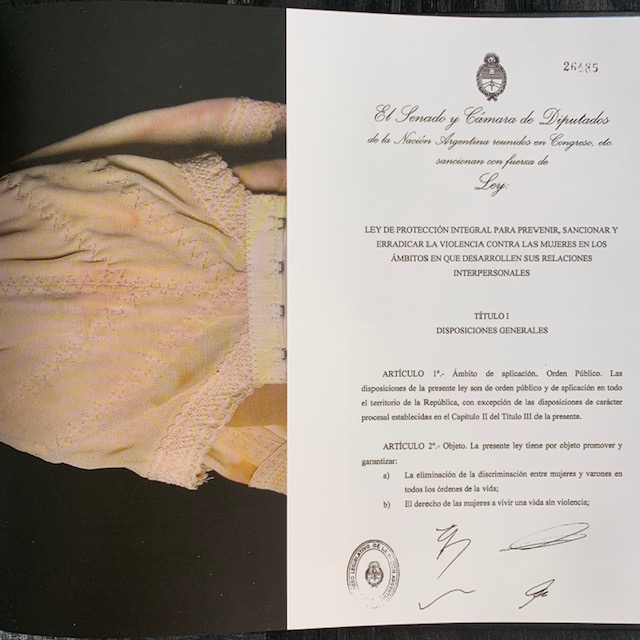 26485
El Senado y Cámara de Diputados
de la Nación Argentina reunidos en Congreso, etc.
sancionan con fuerza de
Ley:
LEY DE PROTECCIÓN INTEGRAL PARA PREVENIR, SANCIONAR Y
ERRADICAR LA VIOLENCIA CONTRA LAS MUJERES EN LOS
ÁMBITOS EN QUE DESARROLLEN SUS RELACIONES
INTERPERSONALES
TÍTULO I
DISPOSICIONES GENERALES
ARTÍCULO 1º.- Ámbito de aplicación. Orden Público. Las
disposiciones de la presente ley son de orden público y de aplicación en todo
el territorio de la República, con excepción de las disposiciones de carácter
procesal establecidas en el Capítulo II del Título III de la presente.
ARTÍCULO 2º.- Objeto. La presente ley tiene por objeto promover y
garantizar:
a) La eliminación de la discriminación entre mujeres y varones en
todos los órdenes de la vida;
b) El derecho de las mujeres a vivir una vida sin violencia;
LEGISLATIVO DE LA